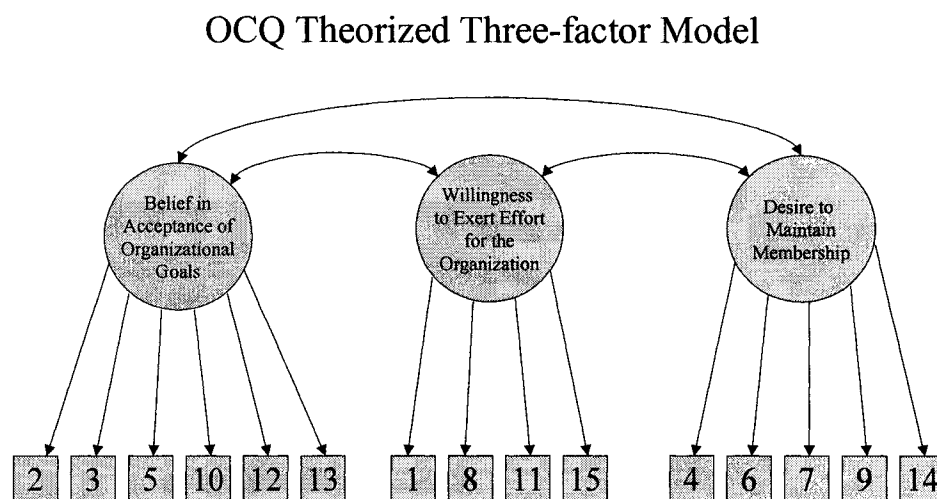 OCQ Theorized Three-factor Model
Belief in
Acceptance of
Organizational
Goals
Willingness
to Exert Effort
for the
Organization
Desire to
Maintain
Membership
2 3 5 10 12 13 1 8 11 15 4 6 7 9 14